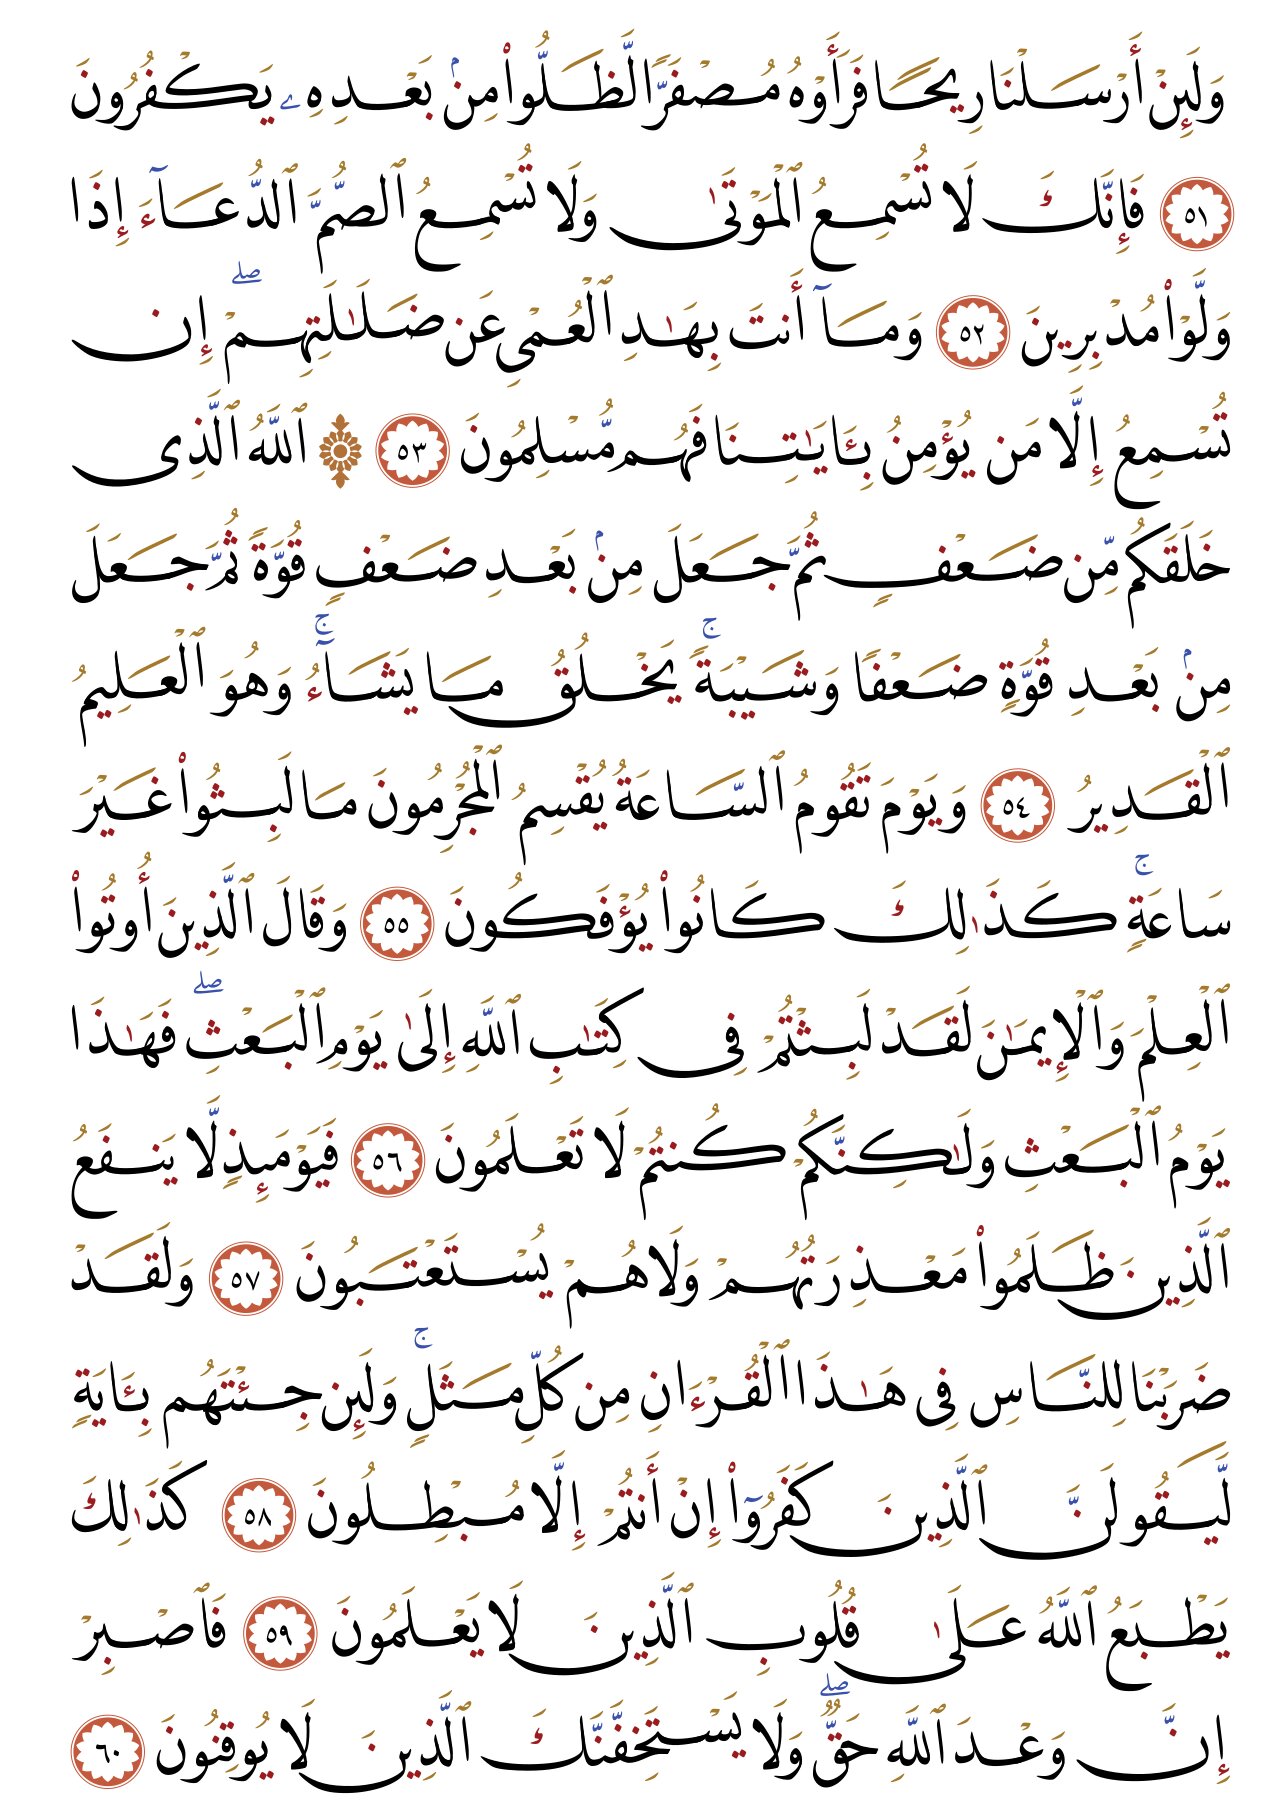 وَلَئِنْ أَرْسَلْنَا رِيحًا فَرَأَوْهُ مُصْفَرًّا لَّظَلُّوا۟ مِنۢ بَعْدِهِۦ يَكْفُرُونَ
٥١ فَإِنَّكَ لَا تُسْمِعُ ٱلْمَوْتَىٰ وَلَا تُسْمِعُ ٱلصُّمَّ ٱلدُّعَآءَ إِذَا
وَلَّوْا۟ مُدْبِرِينَ ٥٢ وَمَآ أَنتَ بِهَـٰدِ ٱلْعُمْىِ عَن ضَلَـٰلَتِهِمْ ۖ إِن
تُسْمِعُ إِلَّا مَن يُؤْمِنُ بِـَٔايَـٰتِنَا فَهُم مُّسْلِمُونَ ٥٣ ۞ ٱللَّهُ ٱلَّذِى
خَلَقَكُم مِّن ضَعْفٍ ثُمَّ جَعَلَ مِنۢ بَعْدِ ضَعْفٍ قُوَّةً ثُمَّ جَعَلَ
مِنۢ بَعْدِ قُوَّةٍ ضَعْفًا وَشَيْبَةً ۚ يَخْلُقُ مَا يَشَآءُ ۚ وَهُوَ ٱلْعَلِيمُ
ٱلْقَدِيرُ ٥٤ وَيَوْمَ تَقُومُ ٱلسَّاعَةُ يُقْسِمُ ٱلْمُجْرِمُونَ مَا لَبِثُوا۟ غَيْرَ
سَاعَةٍ ۚ كَذَٰلِكَ كَانُوا۟ يُؤْفَكُونَ ٥٥ وَقَالَ ٱلَّذِينَ أُوتُوا۟
ٱلْعِلْمَ وَٱلْإِيمَـٰنَ لَقَدْ لَبِثْتُمْ فِى كِتَـٰبِ ٱللَّهِ إِلَىٰ يَوْمِ ٱلْبَعْثِ ۖ فَهَـٰذَا
يَوْمُ ٱلْبَعْثِ وَلَـٰكِنَّكُمْ كُنتُمْ لَا تَعْلَمُونَ ٥٦ فَيَوْمَئِذٍ لَّا يَنفَعُ
ٱلَّذِينَ ظَلَمُوا۟ مَعْذِرَتُهُمْ وَلَا هُمْ يُسْتَعْتَبُونَ ٥٧ وَلَقَدْ
ضَرَبْنَا لِلنَّاسِ فِى هَـٰذَا ٱلْقُرْءَانِ مِن كُلِّ مَثَلٍ ۚ وَلَئِن جِئْتَهُم بِـَٔايَةٍ
لَّيَقُولَنَّ ٱلَّذِينَ كَفَرُوٓا۟ إِنْ أَنتُمْ إِلَّا مُبْطِلُونَ ٥٨ كَذَٰلِكَ
يَطْبَعُ ٱللَّهُ عَلَىٰ قُلُوبِ ٱلَّذِينَ لَا يَعْلَمُونَ ٥٩ فَٱصْبِرْ
إِنَّ وَعْدَ ٱللَّهِ حَقٌّ ۖ وَلَا يَسْتَخِفَّنَّكَ ٱلَّذِينَ لَا يُوقِنُونَ ٦٠